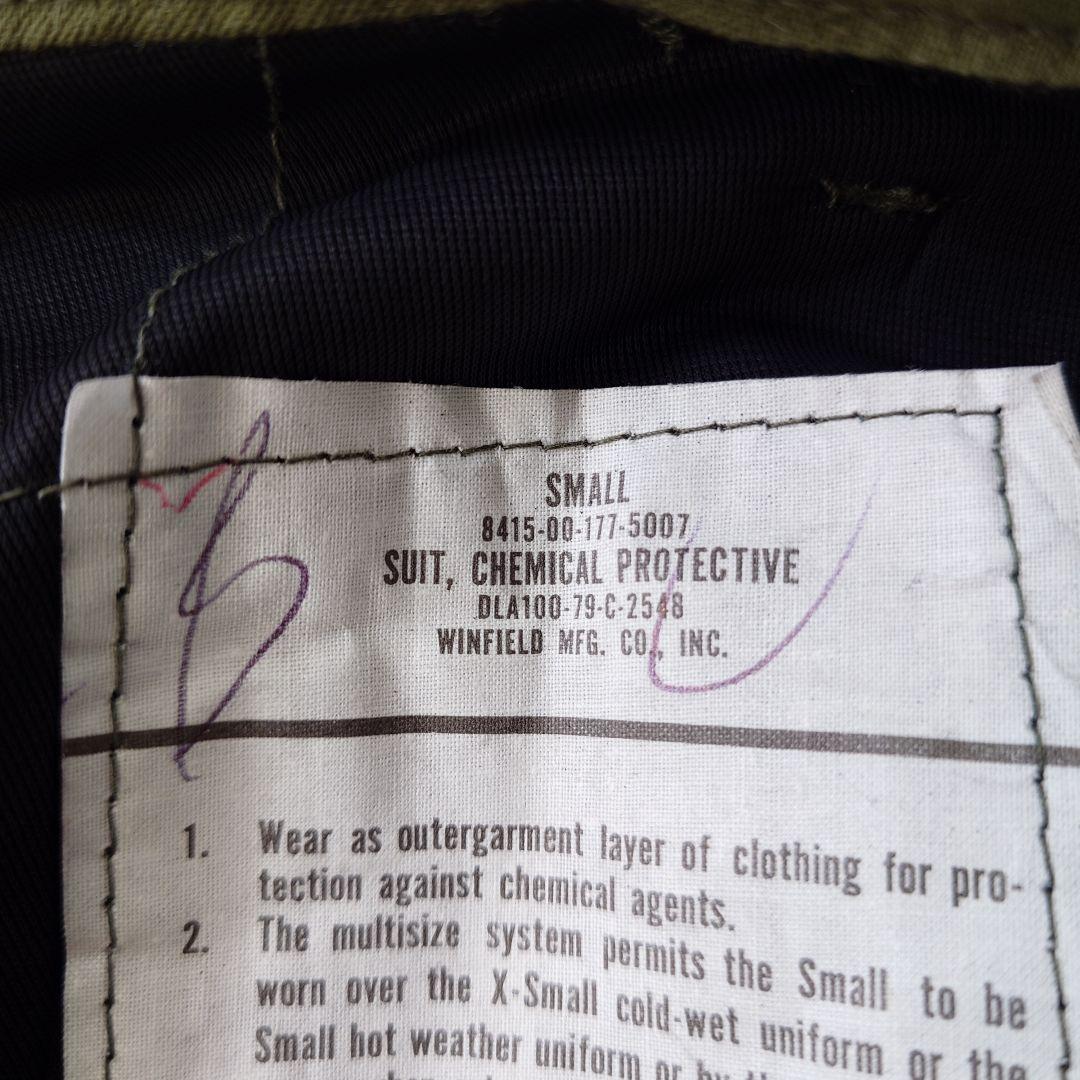 SMALL
8415-00-177-5007
SUIT, CHEMICAL PROTECTIVE
DLA100-79-C-2548
WINFIELD MFG. CO., INC.
1. Wear as outergarment layer of clothing for pro-
tection against chemical agents.
2. The multisize system permits the Small to be
worn over the X-Small cold-wet uniform or the
Small hot weather uniform or by